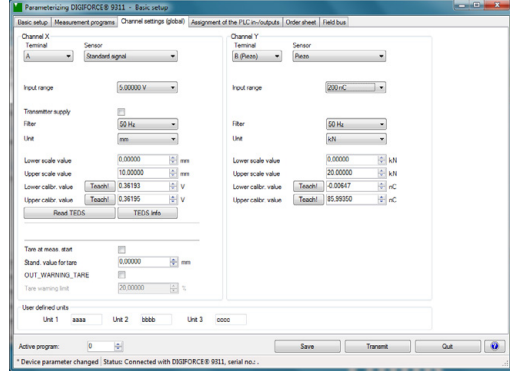 Parameterizing DIGIFORCE® 9311 - Basic setup
Basic setup Measurement programs Channel settings (global) Assignment of the PLC in-/outputs Order sheet Field bus
Channel X
Terminal Sensor
A Standard signal
Input range 5,00000 V
Transmitter supply
Filter 50 Hz
Unit mm
Lower scale value 0,00000 mm
Upper scale value 10,00000 mm
Lower calibr. value Teach! 0,36193 V
Upper calibr. value Teach! 0,36195 V
Read TEDS TEDS Info
Tare at meas. start
Stand. value for tare 0,00000 mm
OUT_WARNING_TARE
Tare warning limit 20,00000 %
Channel Y
Terminal Sensor
B (Piezo) Piezo
Input range 200 nC
Filter 50 Hz
Unit kN
Lower scale value 0,00000 kN
Upper scale value 20,00000 kN
Lower calibr. value Teach! -0,00647 nC
Upper calibr. value Teach! 85,99350 nC
User defined units
Unit 1 aaaa Unit 2 bbbb Unit 3 cccc
Active program: 0 Save Transmit Quit
* Device parameter changed Status: Connected with DIGIFORCE® 9311, serial no.: .